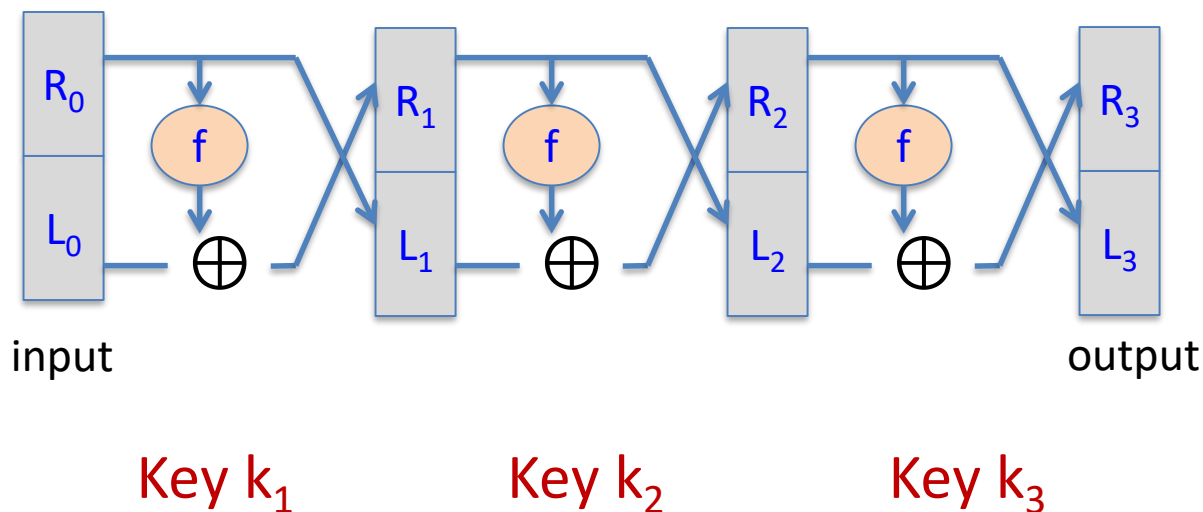 R₀ f R₁ f R₂ f R₃
L₀ L₁ L₂ L₃
input output
Key k₁ Key k₂ Key k₃